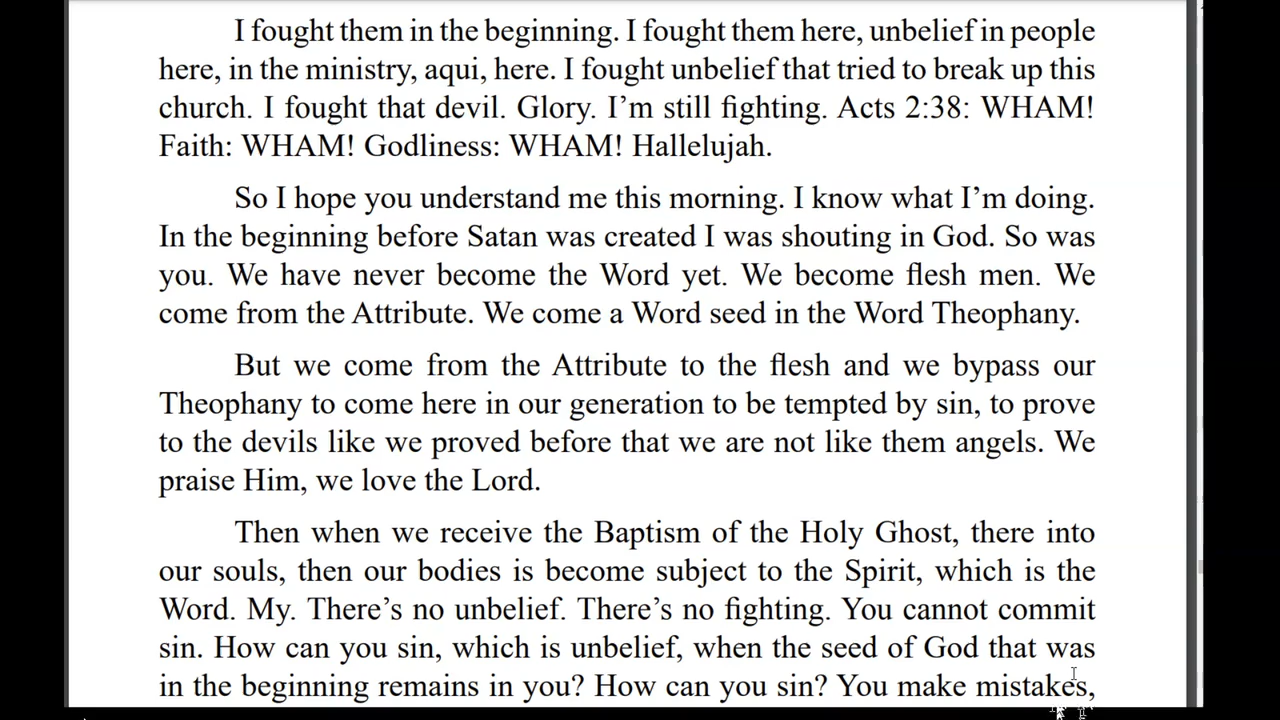 I fought them in the beginning. I fought them here, unbelief in people
here, in the ministry, aqui, here. I fought unbelief that tried to break up this
church. I fought that devil. Glory. I’m still fighting. Acts 2:38: WHAM!
Faith: WHAM! Godliness: WHAM! Hallelujah.
So I hope you understand me this morning. I know what I’m doing.
In the beginning before Satan was created I was shouting in God. So was
you. We have never become the Word yet. We become flesh men. We
come from the Attribute. We come a Word seed in the Word Theophany.
But we come from the Attribute to the flesh and we bypass our
Theophany to come here in our generation to be tempted by sin, to prove
to the devils like we proved before that we are not like them angels. We
praise Him, we love the Lord.
Then when we receive the Baptism of the Holy Ghost, there into
our souls, then our bodies is become subject to the Spirit, which is the
Word. My. There’s no unbelief. There’s no fighting. You cannot commit
sin. How can you sin, which is unbelief, when the seed of God that was
in the beginning remains in you? How can you sin? You make mistakes,